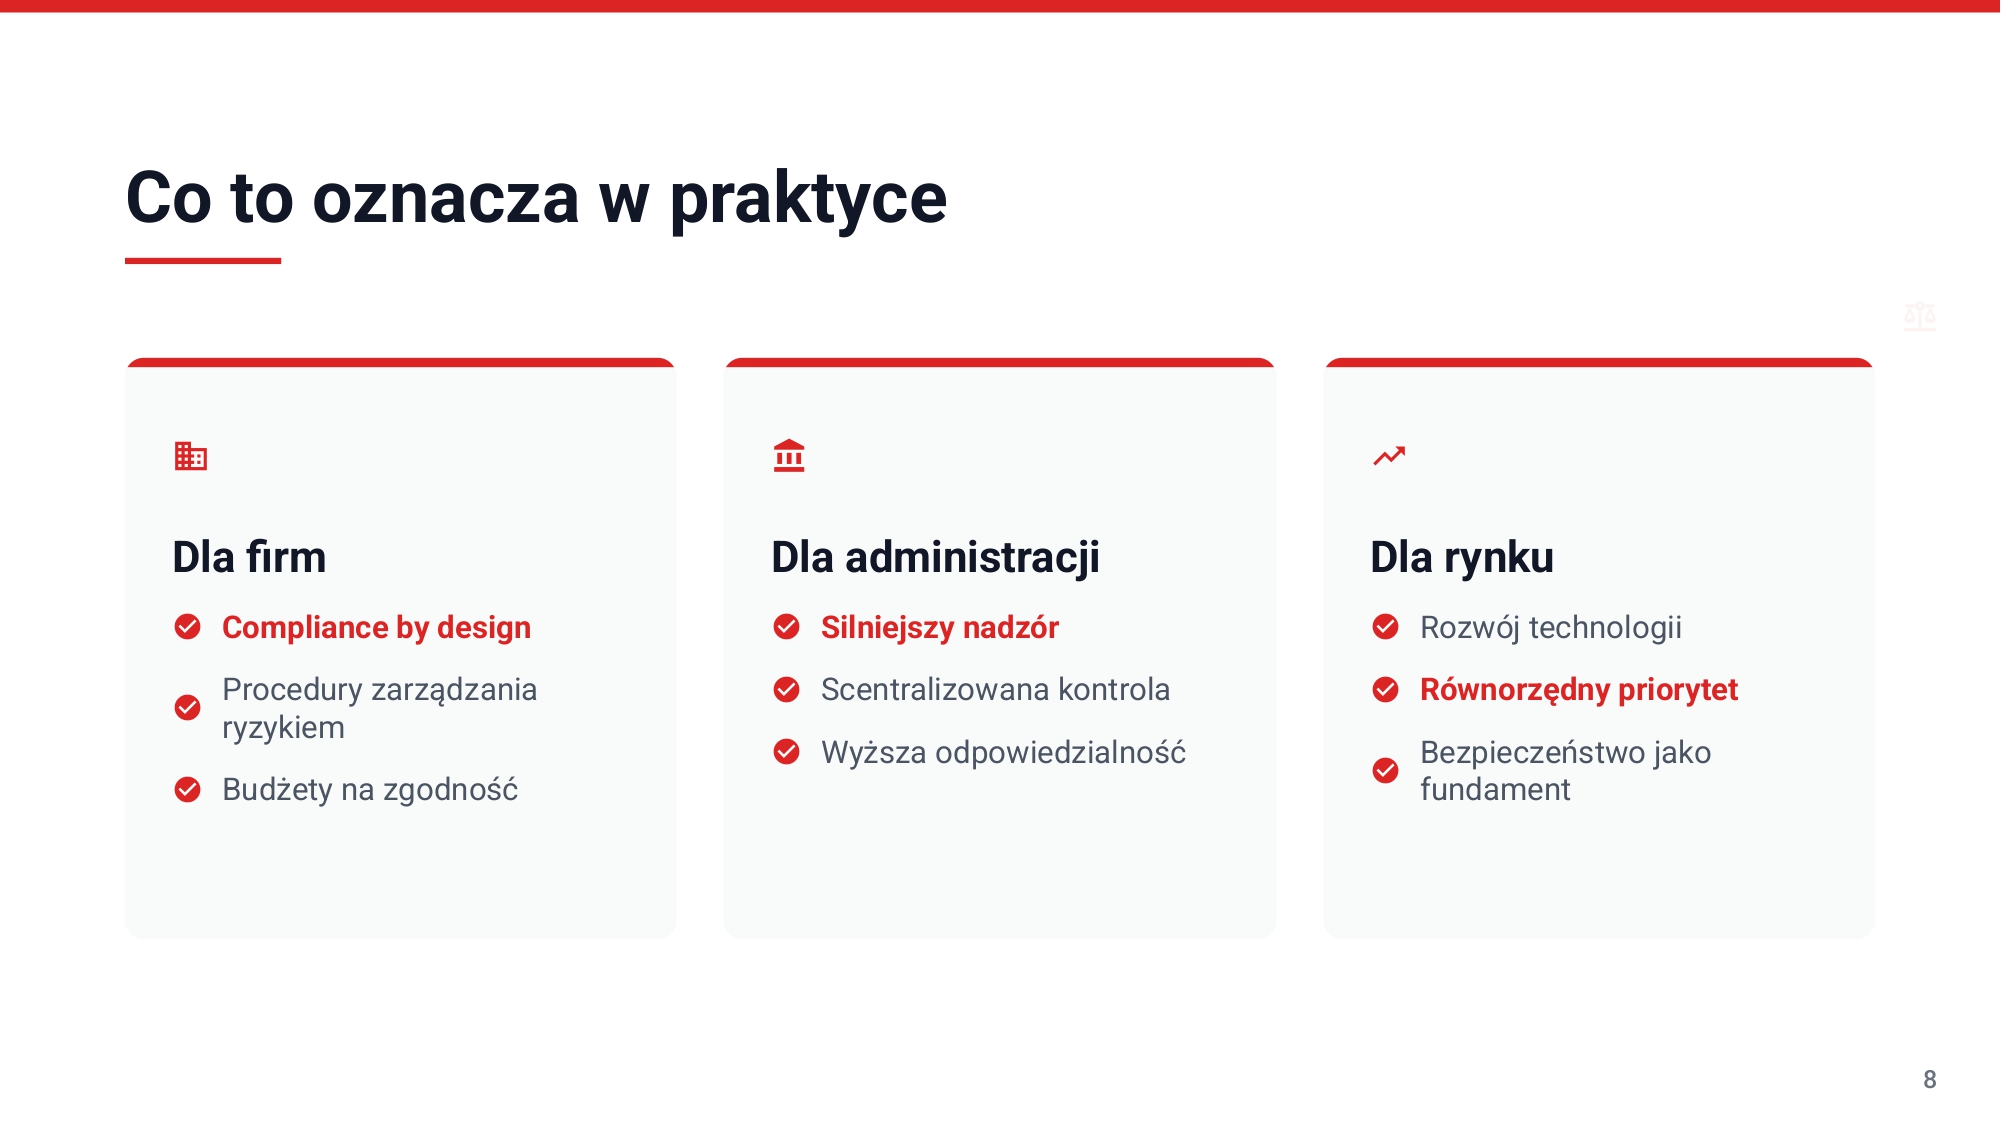 Co to oznacza w praktyce
Dla firm
Compliance by design
Procedury zarządzania
ryzykiem
Budżety na zgodność
Dla administracji
Silniejszy nadzór
Scentralizowana kontrola
Wyższa odpowiedzialność
Dla rynku
Rozwój technologii
Równorzędny priorytet
Bezpieczeństwo jako
fundament
8